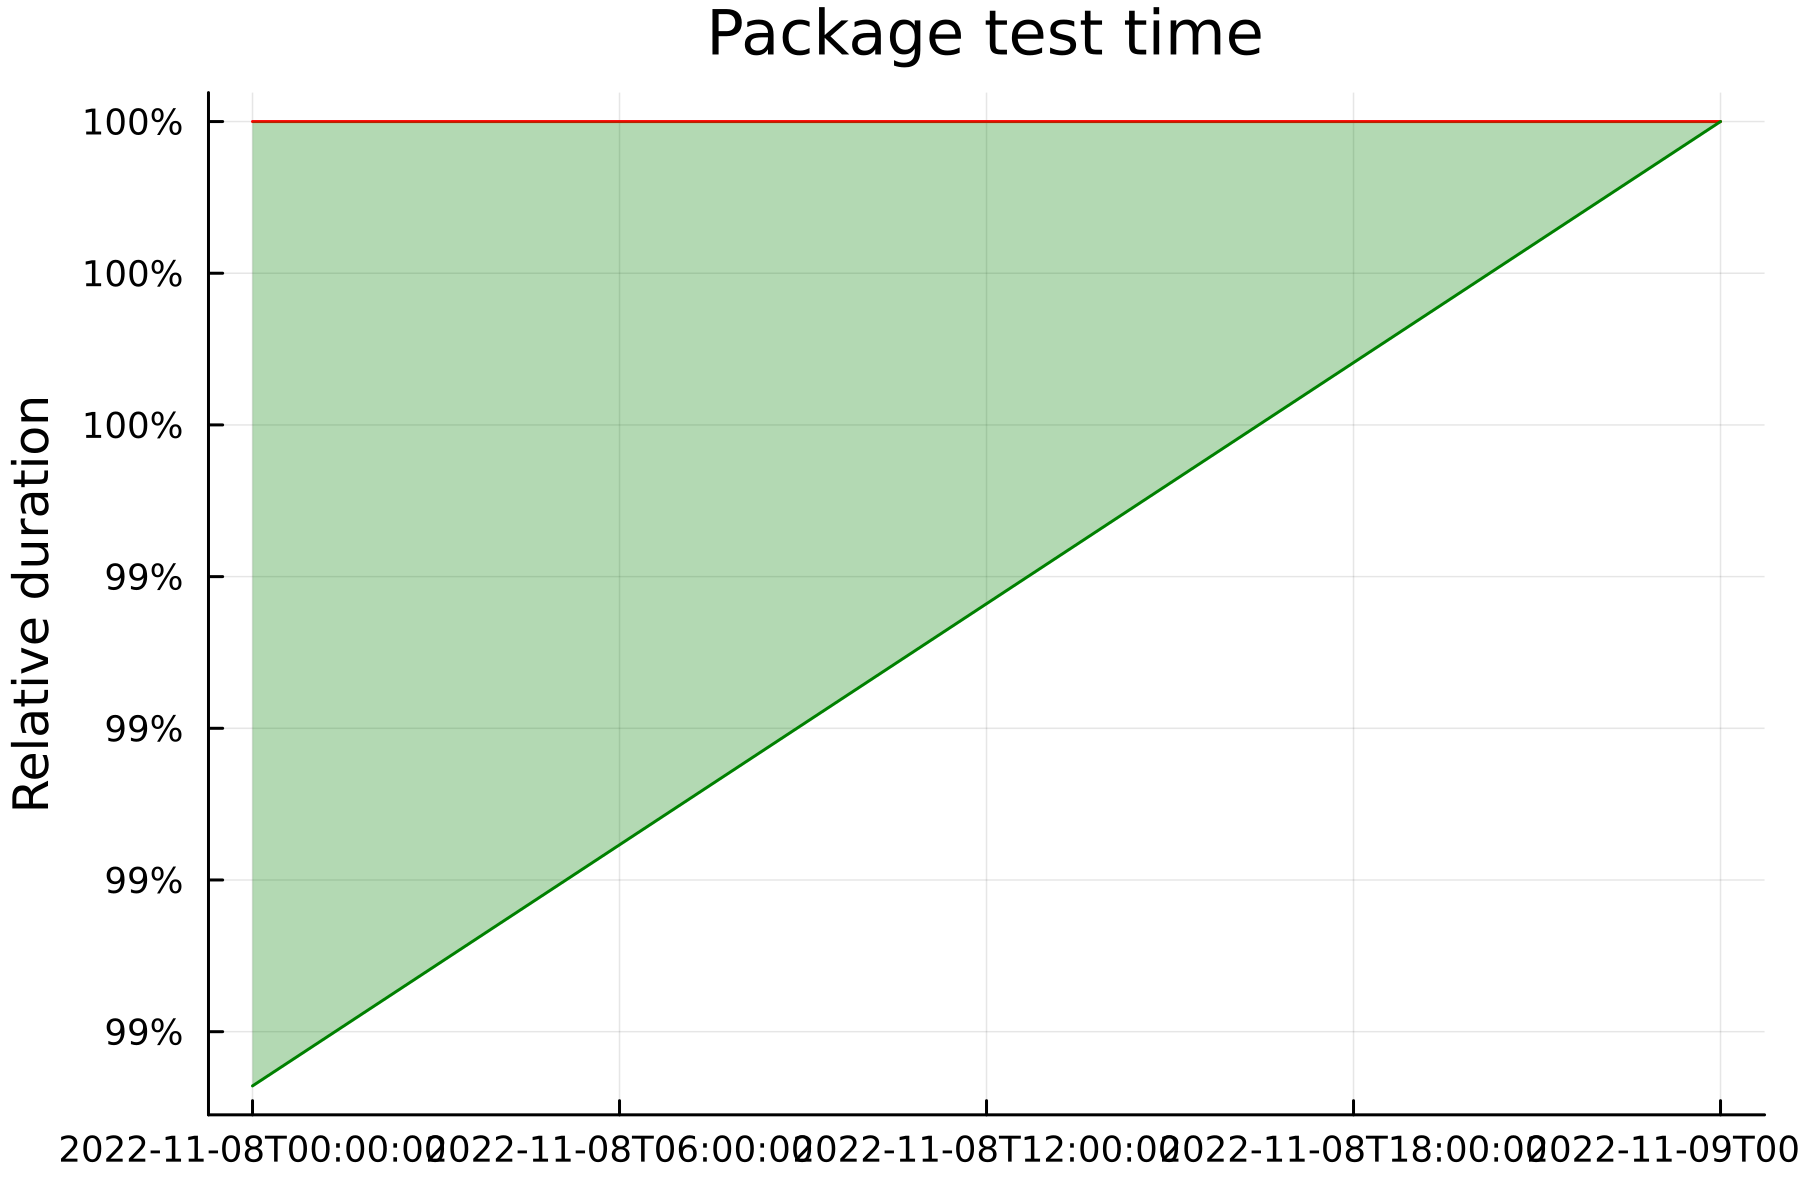 Package test time
100%
100%
100%
99%
99%
99%
99%
Relative duration
2022-11-08T00:00:00
2022-11-08T06:00:00
2022-11-08T12:00:00
2022-11-08T18:00:00
2022-11-09T00